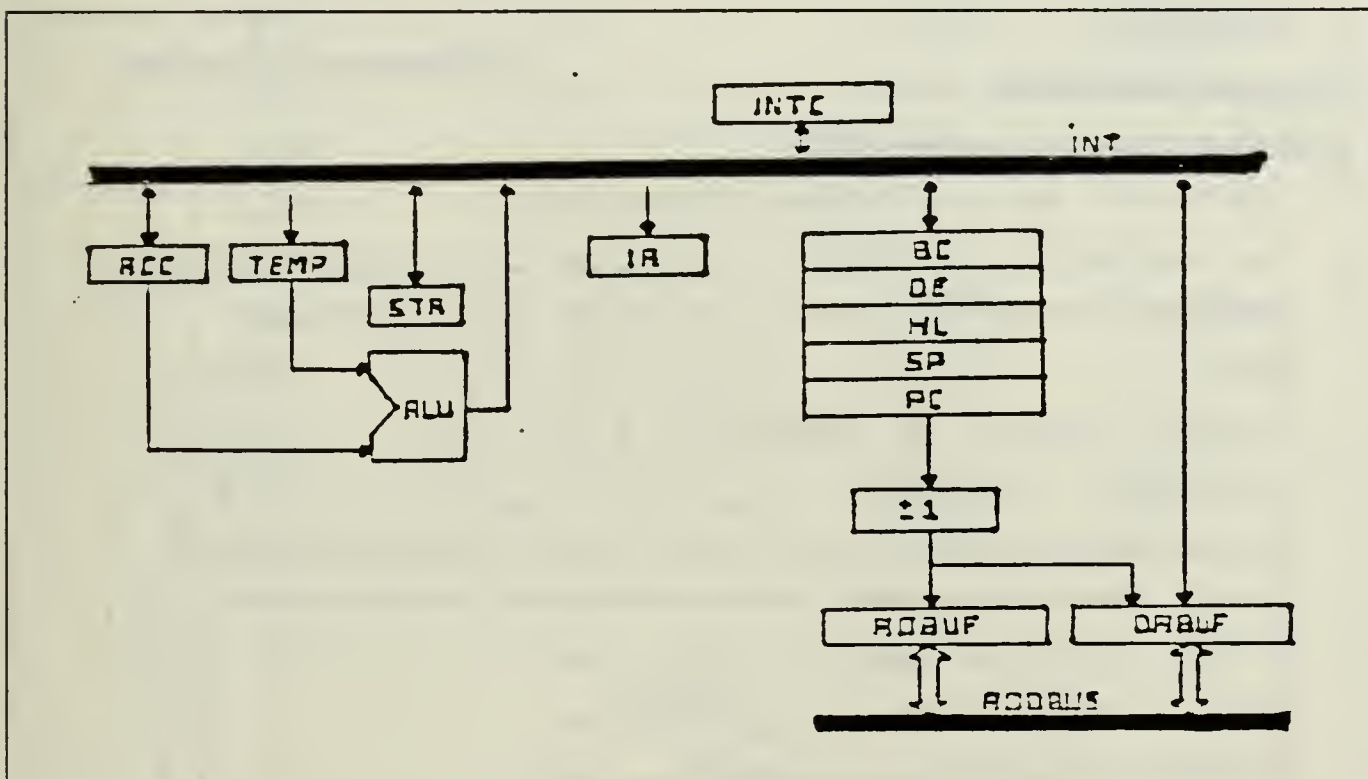 INTC
INT
ACC
TEMP
STR
IR
ALU
BC
DE
HL
SP
PC
±1
ADBUF
DABUF
ADDBUS